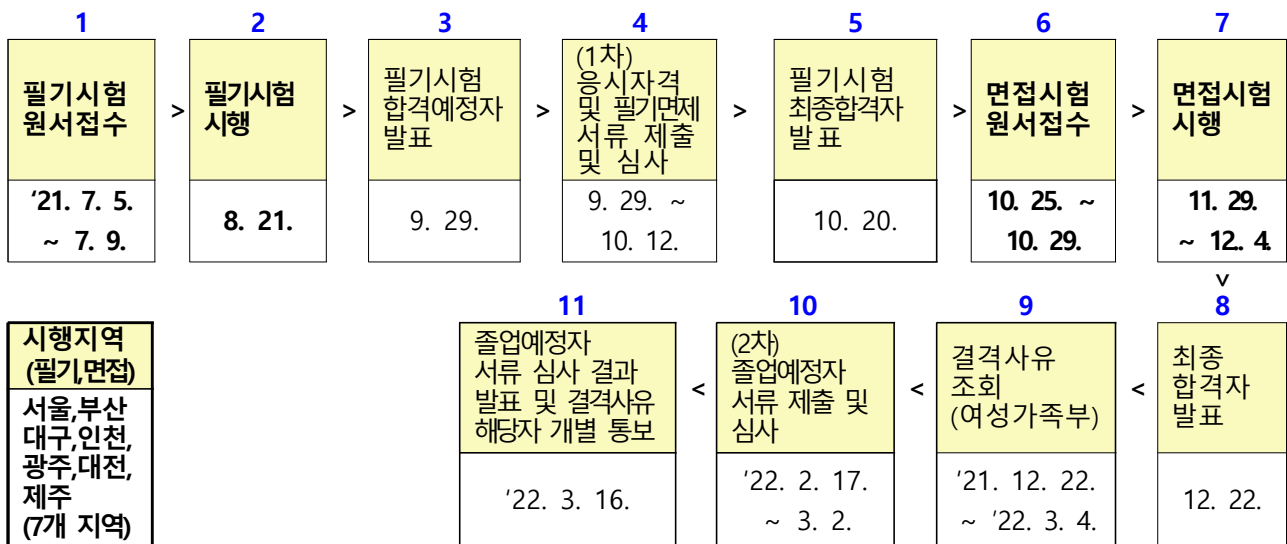 1
필기시험
원서접수
‘21. 7. 5.
~ 7. 9.
>
2
필기시험
시행
8. 21.
>
3
필기시험
합격예정자
발표
9. 29.
>
4
(1차)
응시자격
및 필기면제
서류 제출
및 심사
9. 29. ~
10. 12.
>
5
필기시험
최종합격자
발표
10. 20.
>
6
면접시험
원서접수
10. 25. ~
10. 29.
>
7
면접시험
시행
11. 29.
~ 12. 4.
v
8
최종
합격자
발표
12. 22.
<
9
결격사유
조회
(여성가족부)
'21. 12. 22.
~ '22. 3. 4.
<
10
(2차)
졸업예정자
서류 제출 및
심사
'22. 2. 17.
~ 3. 2.
<
11
졸업예정자
서류 심사 결과
발표 및 결격사유
해당자 개별 통보
'22. 3. 16.
시행지역
(필기,면접)
서울,부산
대구,인천,
광주,대전,
제주
(7개 지역)